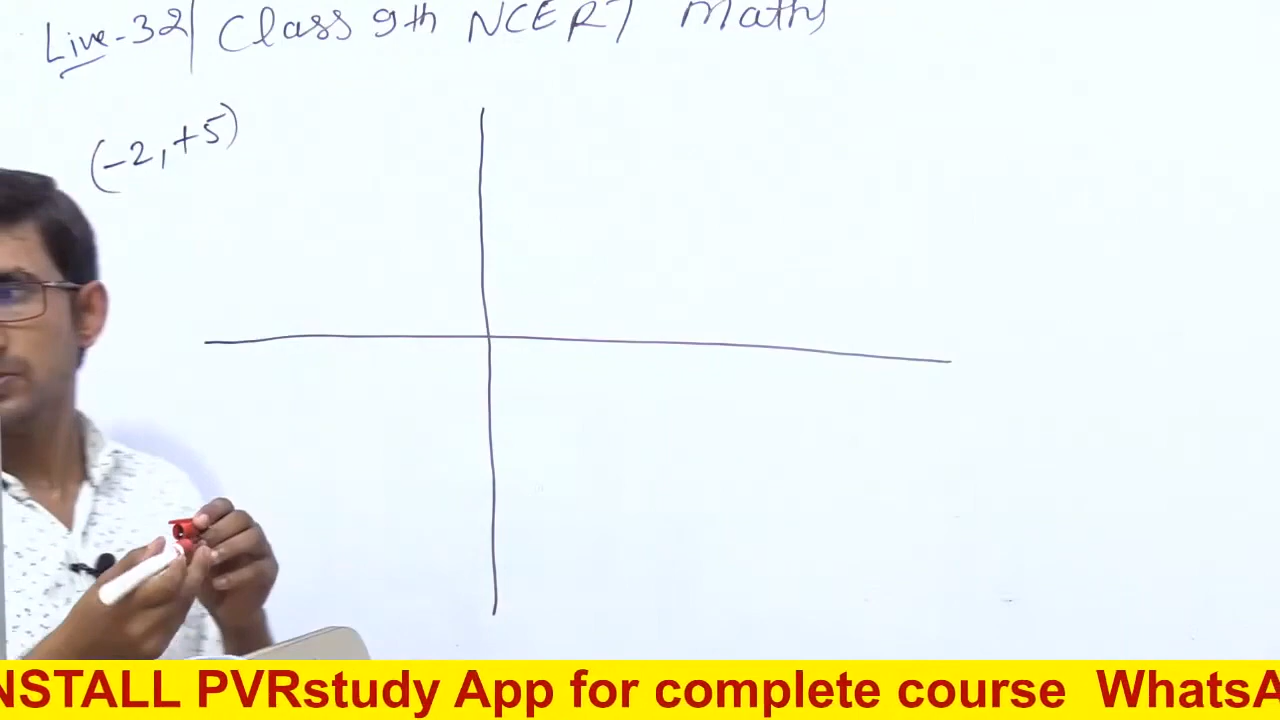 Live-32| Class 9th NCERT Maths
(-2, +5)
NSTALL PVRstudy App for complete course WhatsA